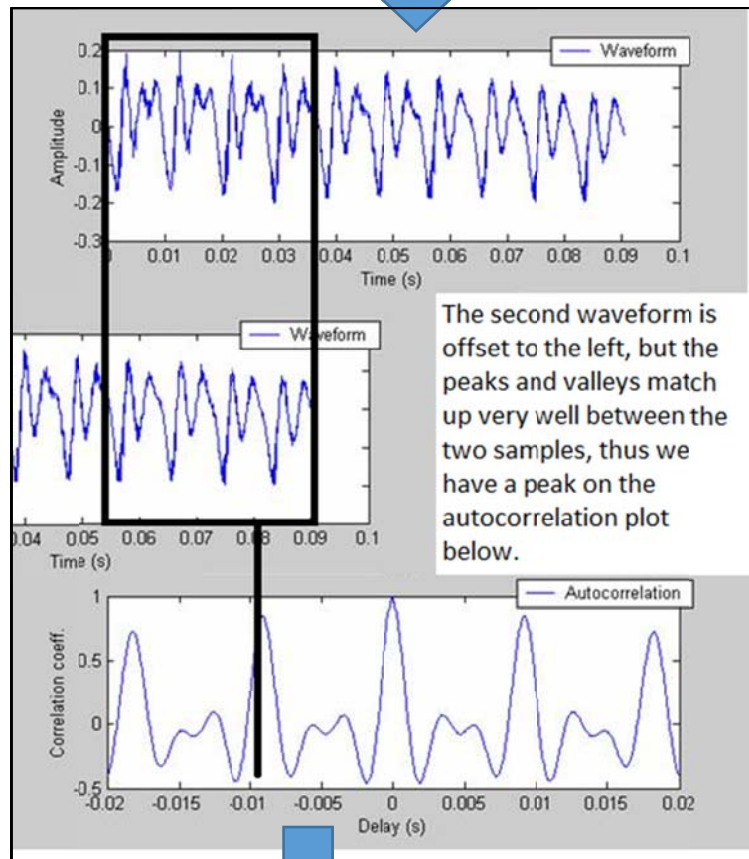 Waveform
0.2
0.1
0
-0.1
-0.2
-0.3
Amplitude
0 0.01 0.02 0.03 0.04 0.05 0.06 0.07 0.08 0.09 0.1
Time (s)
Waveform
0.04 0.05 0.06 0.07 0.08 0.09 0.1
Time (s)
The second waveform is
offset to the left, but the
peaks and valleys match
up very well between the
two samples, thus we
have a peak on the
autocorrelation plot
below.
Autocorrelation
1
0.5
0
-0.5
Correlation coeff.
-0.02 -0.015 -0.01 -0.005 0 0.005 0.01 0.015 0.02
Delay (s)